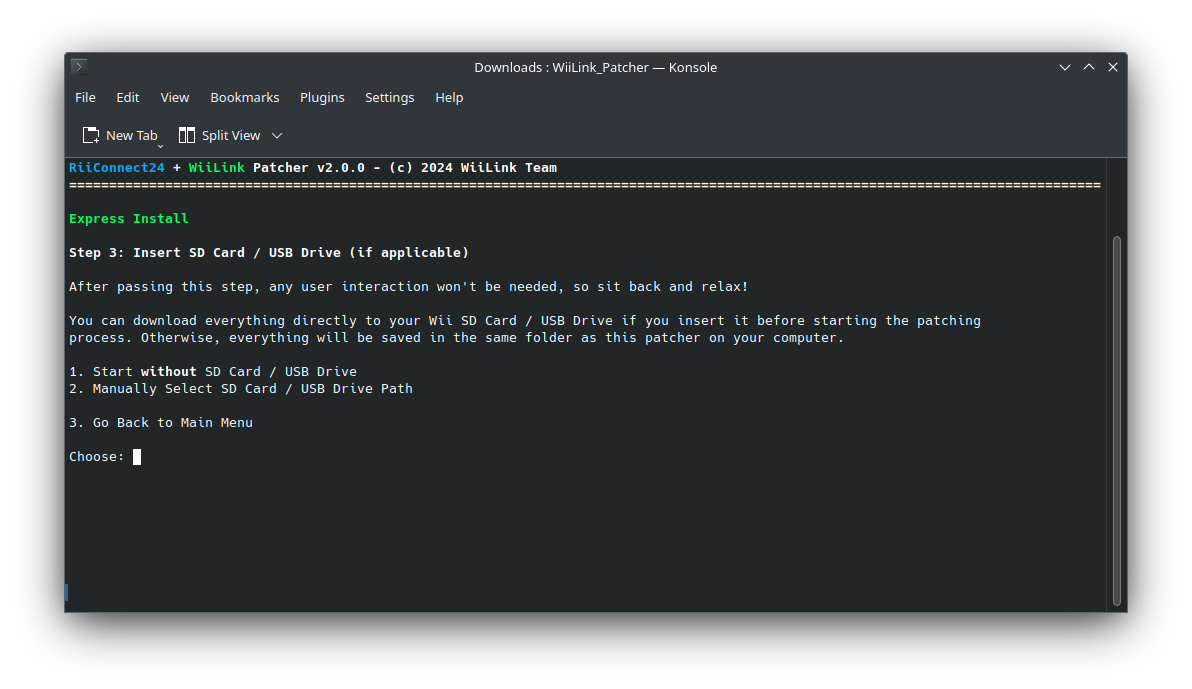 Downloads : WiiLink_Patcher — Konsole
File Edit View Bookmarks Plugins Settings Help
New Tab Split View
RiiConnect24 + WiiLink Patcher v2.0.0 - (c) 2024 WiiLink Team
=================================================================================================================================
Express Install
Step 3: Insert SD Card / USB Drive (if applicable)
After passing this step, any user interaction won't be needed, so sit back and relax!
You can download everything directly to your Wii SD Card / USB Drive if you insert it before starting the patching
process. Otherwise, everything will be saved in the same folder as this patcher on your computer.
1. Start without SD Card / USB Drive
2. Manually Select SD Card / USB Drive Path
3. Go Back to Main Menu
Choose: